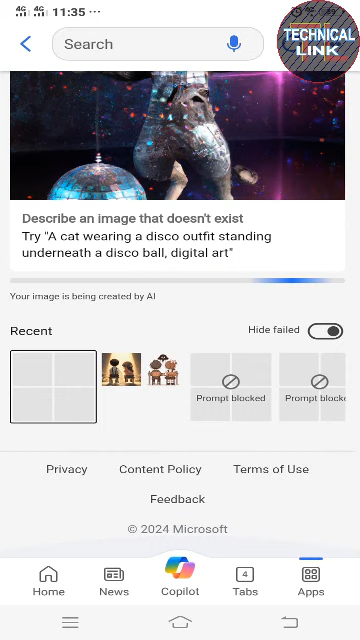 4G 4G 11:35 ···
TECHNICAL
LINK
Search
Describe an image that doesn't exist
Try "A cat wearing a disco outfit standing
underneath a disco ball, digital art"
Your image is being created by AI
Recent
Hide failed
Prompt blocked
Prompt blocke
Privacy
Content Policy
Terms of Use
Feedback
© 2024 Microsoft
4
Home
News
Copilot
Tabs
Apps